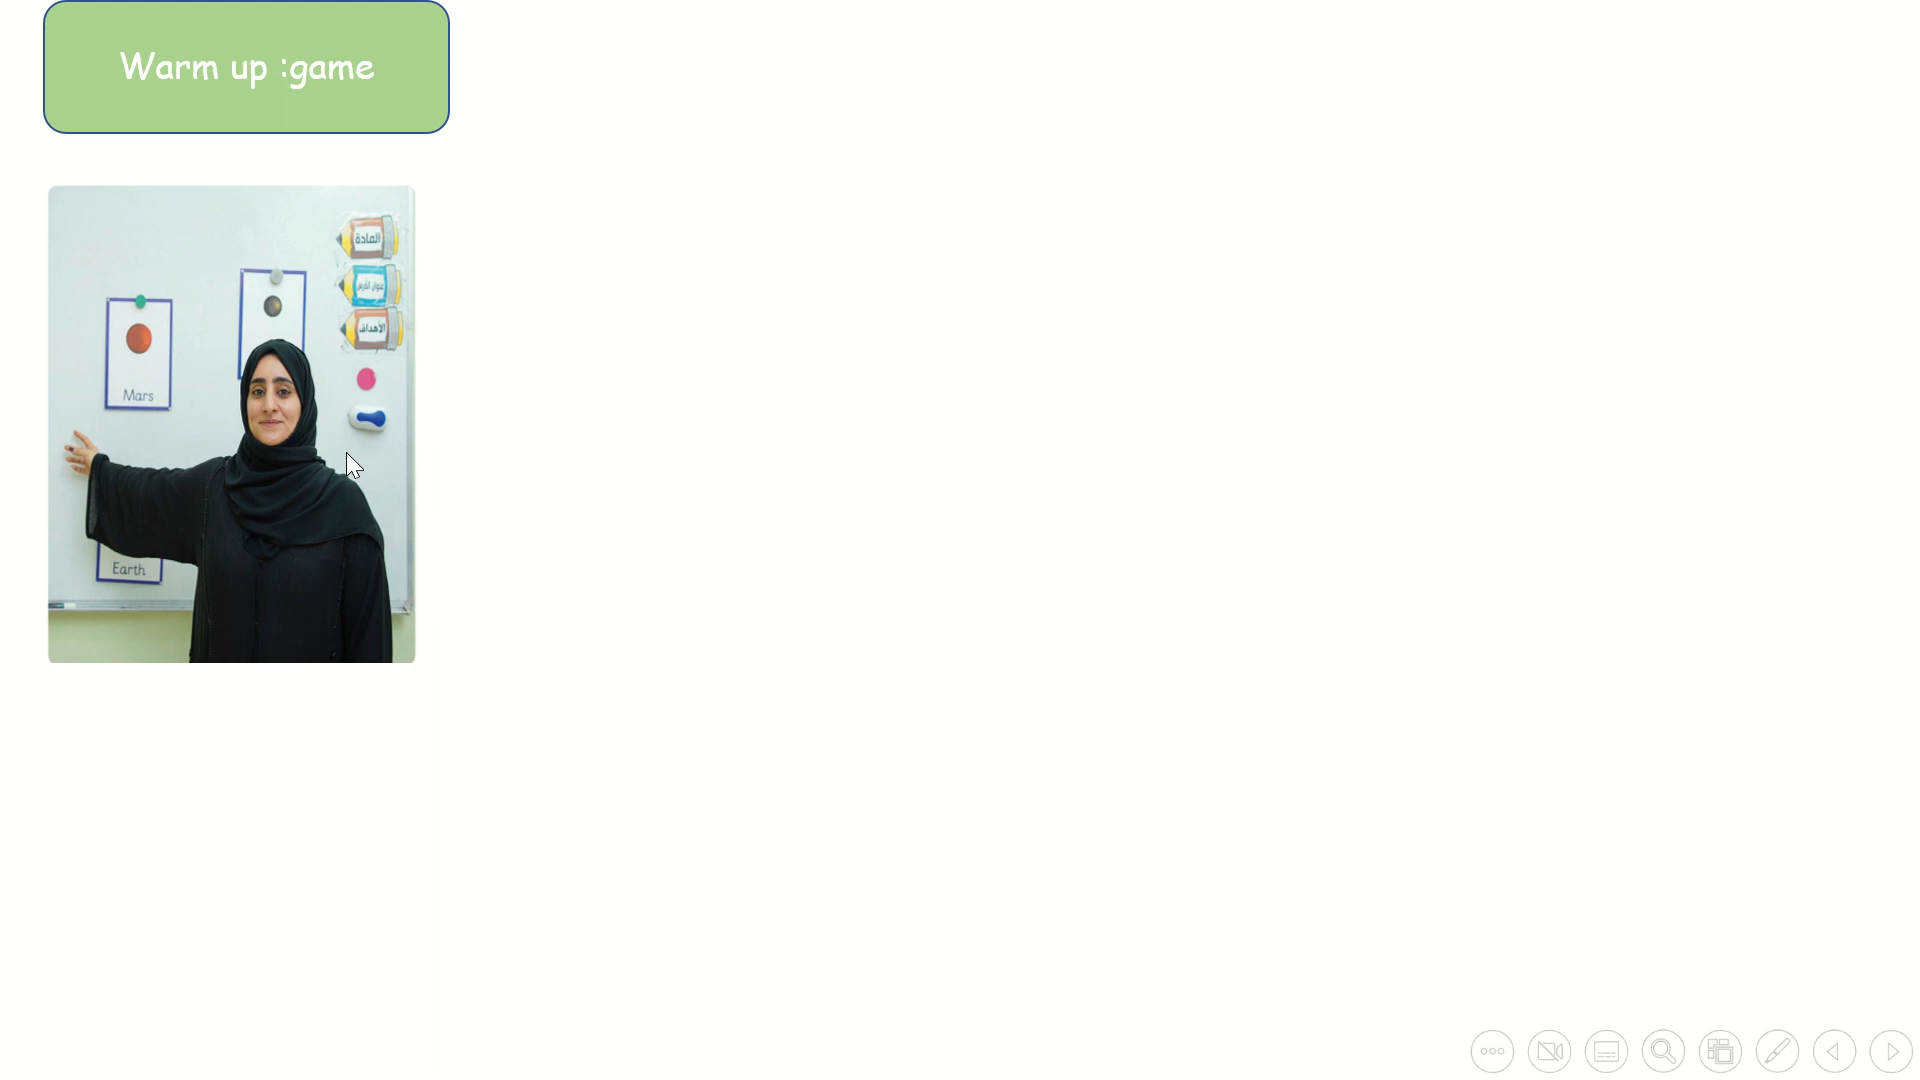 Warm up :game
المادة
عنوان الدرس
الأهداف
Mars
Earth